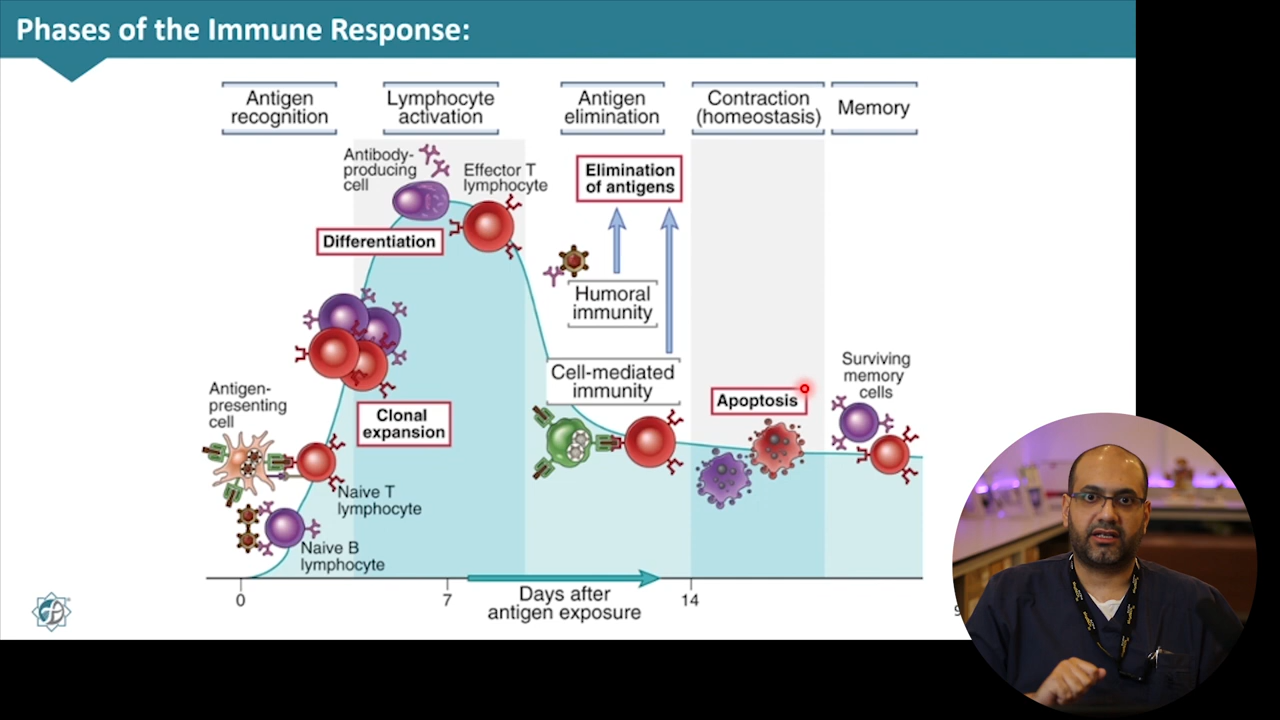 Phases of the Immune Response:
Antigen
recognition
Lymphocyte
activation
Antigen
elimination
Contraction
(homeostasis)
Memory
Antibody-
producing
cell
Effector T
lymphocyte
Elimination
of antigens
Differentiation
Humoral
immunity
Cell-mediated
immunity
Surviving
memory
cells
Antigen-
presenting
cell
Clonal
expansion
Apoptosis
Naive T
lymphocyte
Naive B
lymphocyte
0
7
Days after
antigen exposure
14